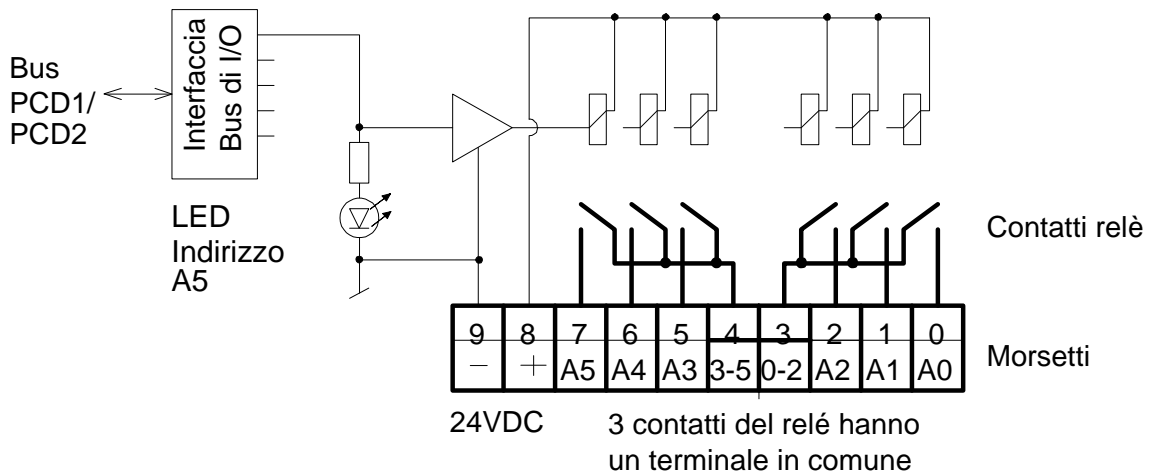 Bus
PCD1/
PCD2
Interfaccia
Bus di I/O
LED
Indirizzo
A5
Contatti relè
9 8 7 6 5 4 3 2 1 0
- + A5 A4 A3 3-5 0-2 A2 A1 A0
Morsetti
24VDC
3 contatti del relé hanno
un terminale in comune